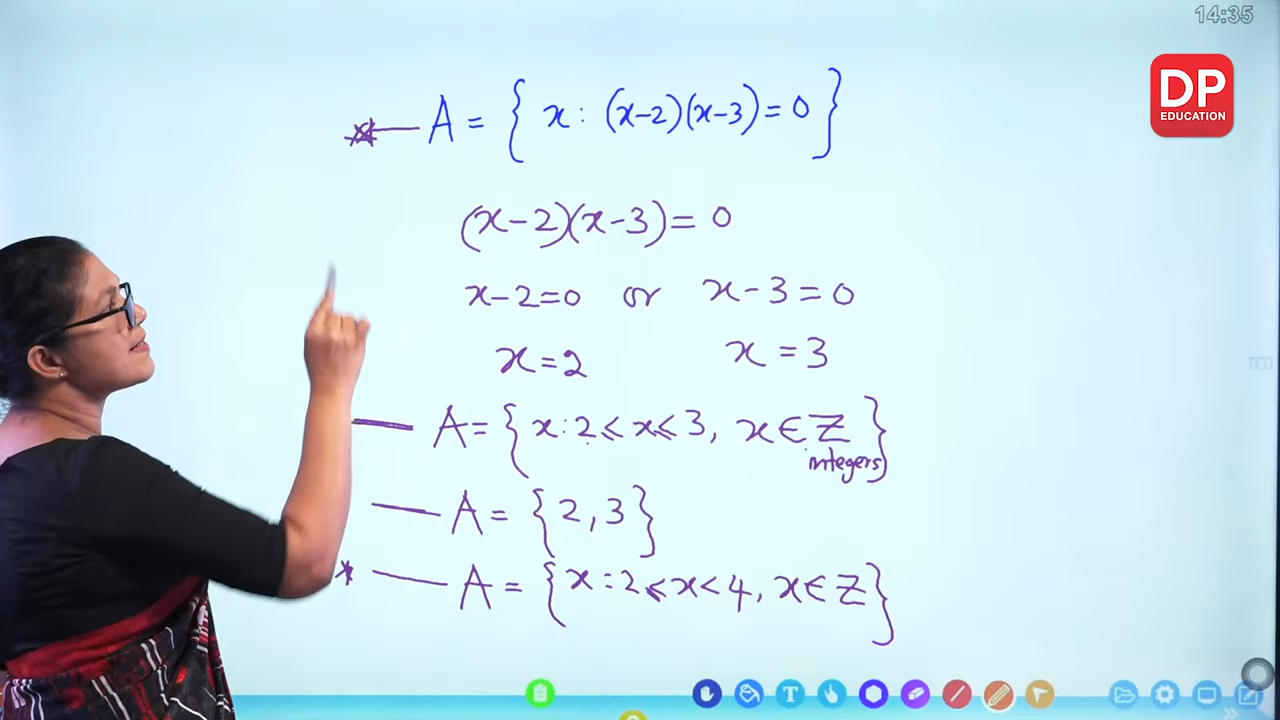 14:35
DP
EDUCATION
A = { x : (x-2)(x-3) = 0 }
(x-2)(x-3) = 0
x-2=0 or x-3=0
x=2 x=3
A = { x : 2 ≤ x ≤ 3, x ∈ Z }
integers
A = { 2, 3 }
* A = { x : 2 ≤ x < 4, x ∈ Z }
T